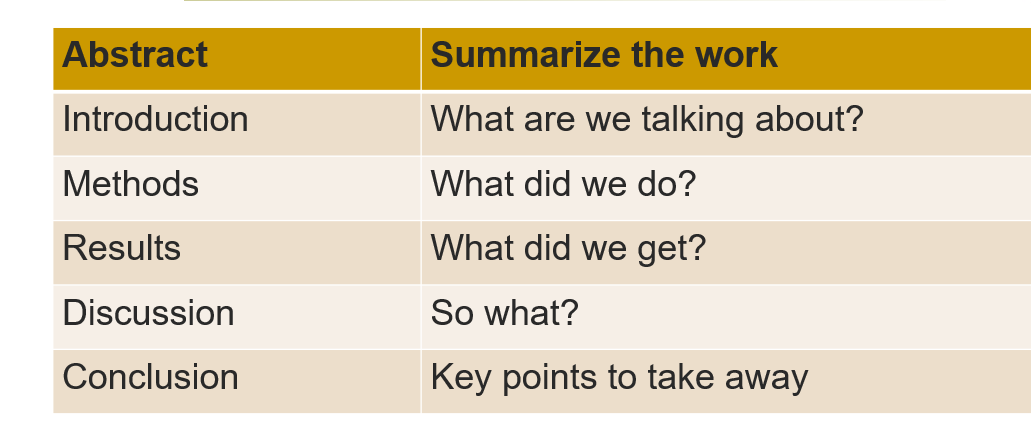 Abstract Summarize the work
Introduction What are we talking about?
Methods What did we do?
Results What did we get?
Discussion So what?
Conclusion Key points to take away